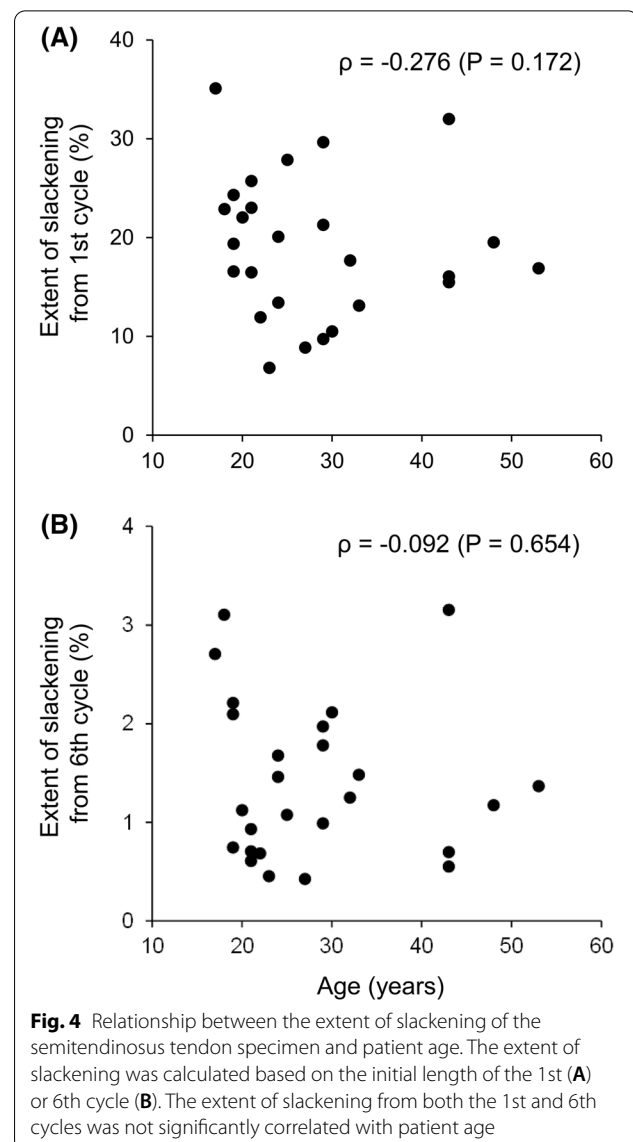 (A)
40
30
20
10
0
Extent of slackening
from 1st cycle (%)
ρ = -0.276 (P = 0.172)
10 20 30 40 50 60
(B)
4
3
2
1
0
Extent of slackening
from 6th cycle (%)
ρ = -0.092 (P = 0.654)
10 20 30 40 50 60
Age (years)
Fig. 4 Relationship between the extent of slackening of the
semitendinosus tendon specimen and patient age. The extent of
slackening was calculated based on the initial length of the 1st (A)
or 6th cycle (B). The extent of slackening from both the 1st and 6th
cycles was not significantly correlated with patient age